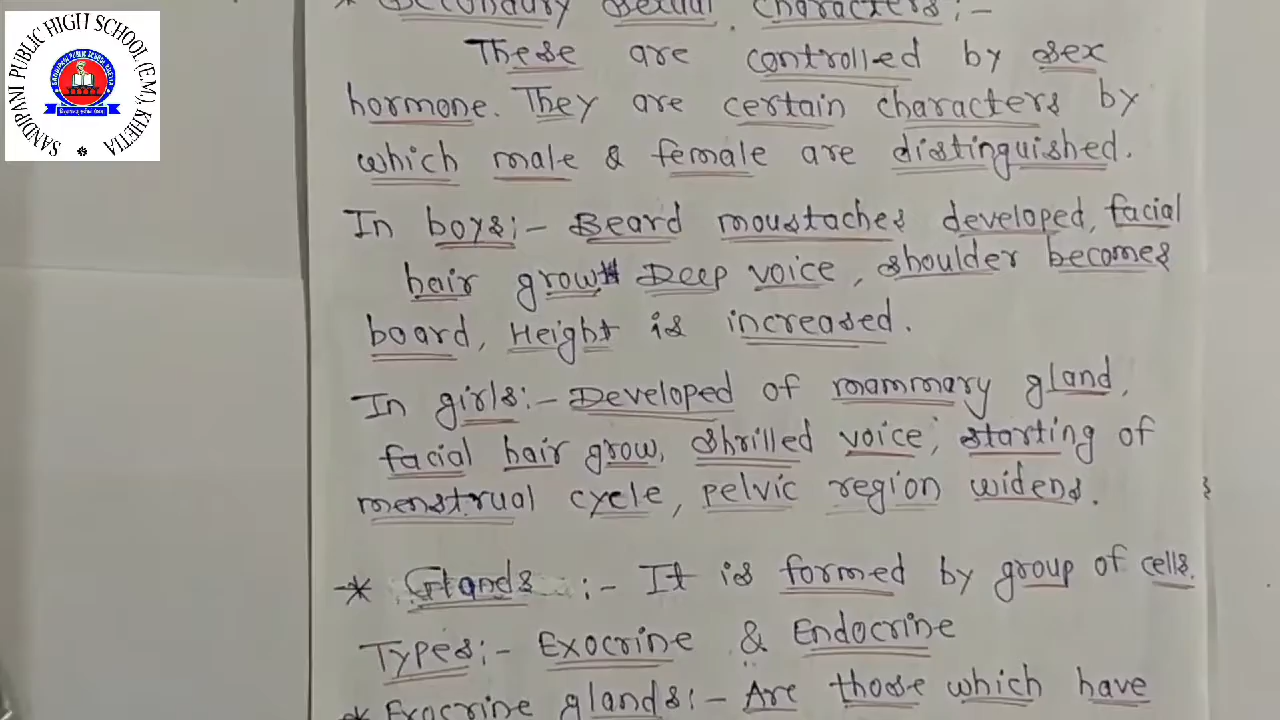 SANDIPANI PUBLIC HIGH SCHOOL (E.M), KHETIA
* Secondary sexual characters:-
These are controlled by sex
hormone. They are certain characters by
which male & female are distinguished.
In boys:- Beard moustaches developed, facial
hair grow Deep voice, shoulder becomes
board, Height is increased.
In girls:- Developed of mammary gland,
facial hair grow, shrilled voice, starting of
menstrual cycle, pelvic region widens.
* Glands :- It is formed by group of cells.
Types:- Exocrine & Endocrine
* Exocrine glands:- Are those which have